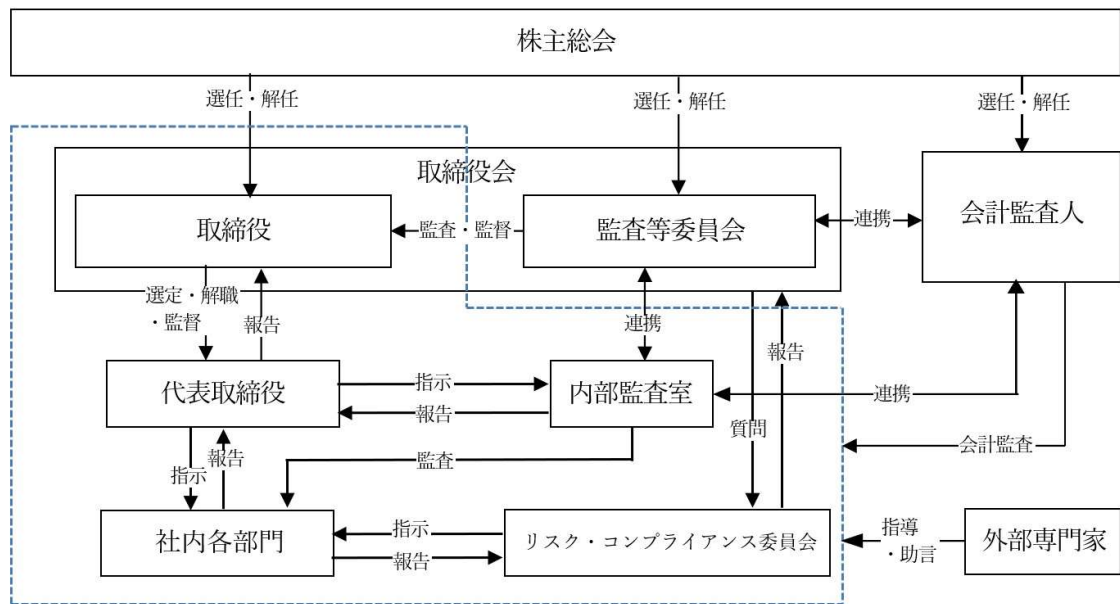 株主総会
選任・解任
選任・解任
選任・解任
取締役会
取締役
監査・監督
監査等委員会
連携
会計監査人
選定・解職
・監督
報告
連携
報告
代表取締役
指示
報告
内部監査室
連携
質問
指示
報告
監査
会計監査
社内各部門
指示
報告
リスク・コンプライアンス委員会
指導
・助言
外部専門家